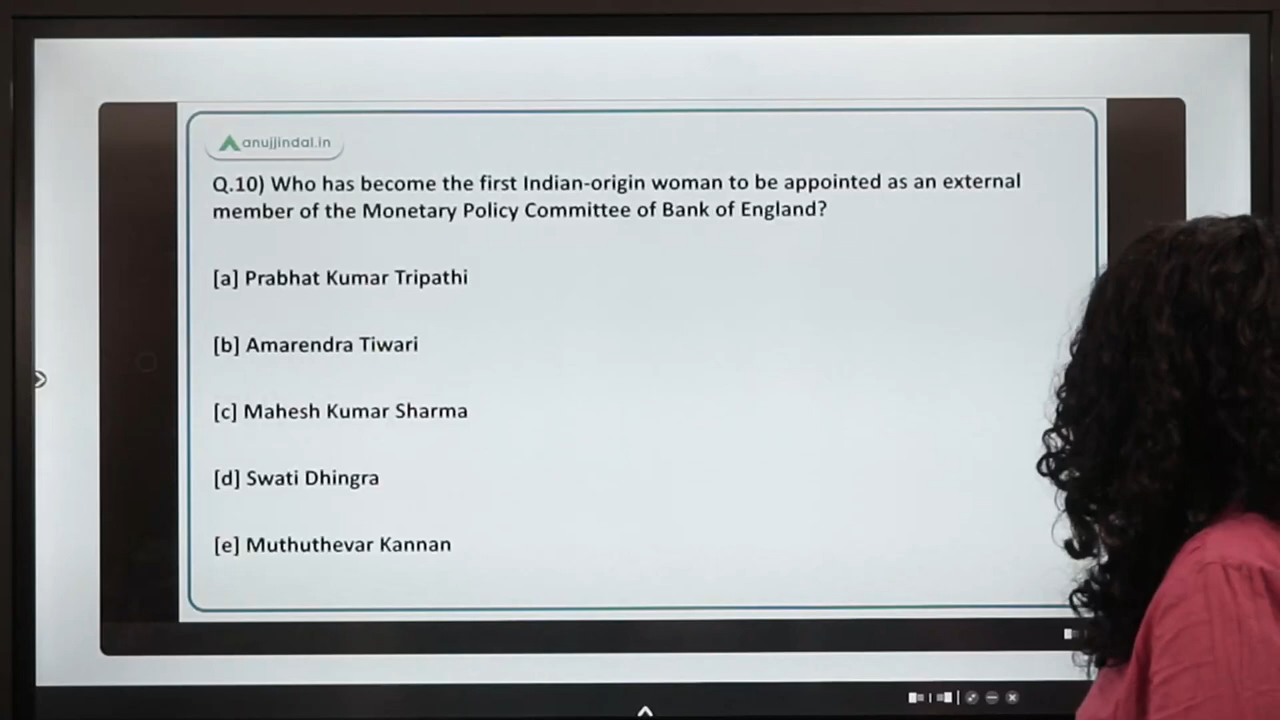 anujjindal.in
Q.10) Who has become the first Indian-origin woman to be appointed as an external
member of the Monetary Policy Committee of Bank of England?
[a] Prabhat Kumar Tripathi
[b] Amarendra Tiwari
[c] Mahesh Kumar Sharma
[d] Swati Dhingra
[e] Muthuthevar Kannan